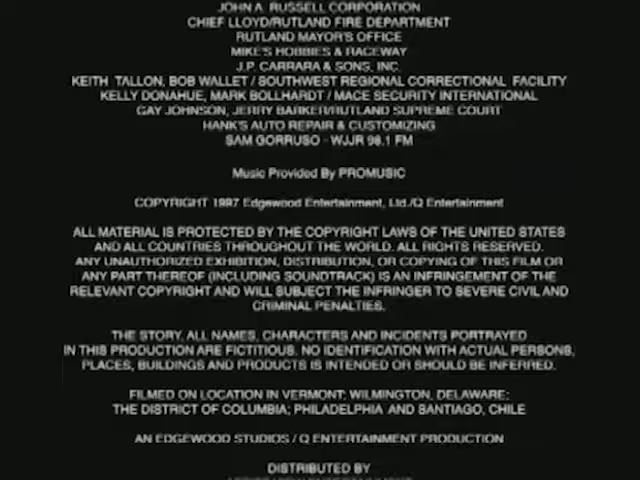 JOHN A. RUSSELL CORPORATION
CHIEF LLOYD/RUTLAND FIRE DEPARTMENT
RUTLAND MAYOR'S OFFICE
MIKE'S HOBBIES & RACEWAY
J.P. CARRARA & SONS, INC.
KEITH TALLON, BOB WALLET / SOUTHWEST REGIONAL CORRECTIONAL FACILITY
KELLY DONAHUE, MARK BOLLHARDT / MACE SECURITY INTERNATIONAL
GAY JOHNSON, JERRY BARKER/RUTLAND SUPREME COURT
HANK'S AUTO REPAIR & CUSTOMIZING
SAM GORRUSO - WJJR 98.1 FM
Music Provided By PROMUSIC
COPYRIGHT 1997 Edgewood Entertainment, Ltd./Q Entertainment
ALL MATERIAL IS PROTECTED BY THE COPYRIGHT LAWS OF THE UNITED STATES
AND ALL COUNTRIES THROUGHOUT THE WORLD. ALL RIGHTS RESERVED.
ANY UNAUTHORIZED EXHIBITION, DISTRIBUTION, OR COPYING OF THIS FILM OR
ANY PART THEREOF (INCLUDING SOUNDTRACK) IS AN INFRINGEMENT OF THE
RELEVANT COPYRIGHT AND WILL SUBJECT THE INFRINGER TO SEVERE CIVIL AND
CRIMINAL PENALTIES.
THE STORY, ALL NAMES, CHARACTERS AND INCIDENTS PORTRAYED
IN THIS PRODUCTION ARE FICTITIOUS. NO IDENTIFICATION WITH ACTUAL PERSONS,
PLACES, BUILDINGS AND PRODUCTS IS INTENDED OR SHOULD BE INFERRED.
FILMED ON LOCATION IN VERMONT; WILMINGTON, DELAWARE;
THE DISTRICT OF COLUMBIA; PHILADELPHIA AND SANTIAGO, CHILE
AN EDGEWOOD STUDIOS / Q ENTERTAINMENT PRODUCTION
DISTRIBUTED BY